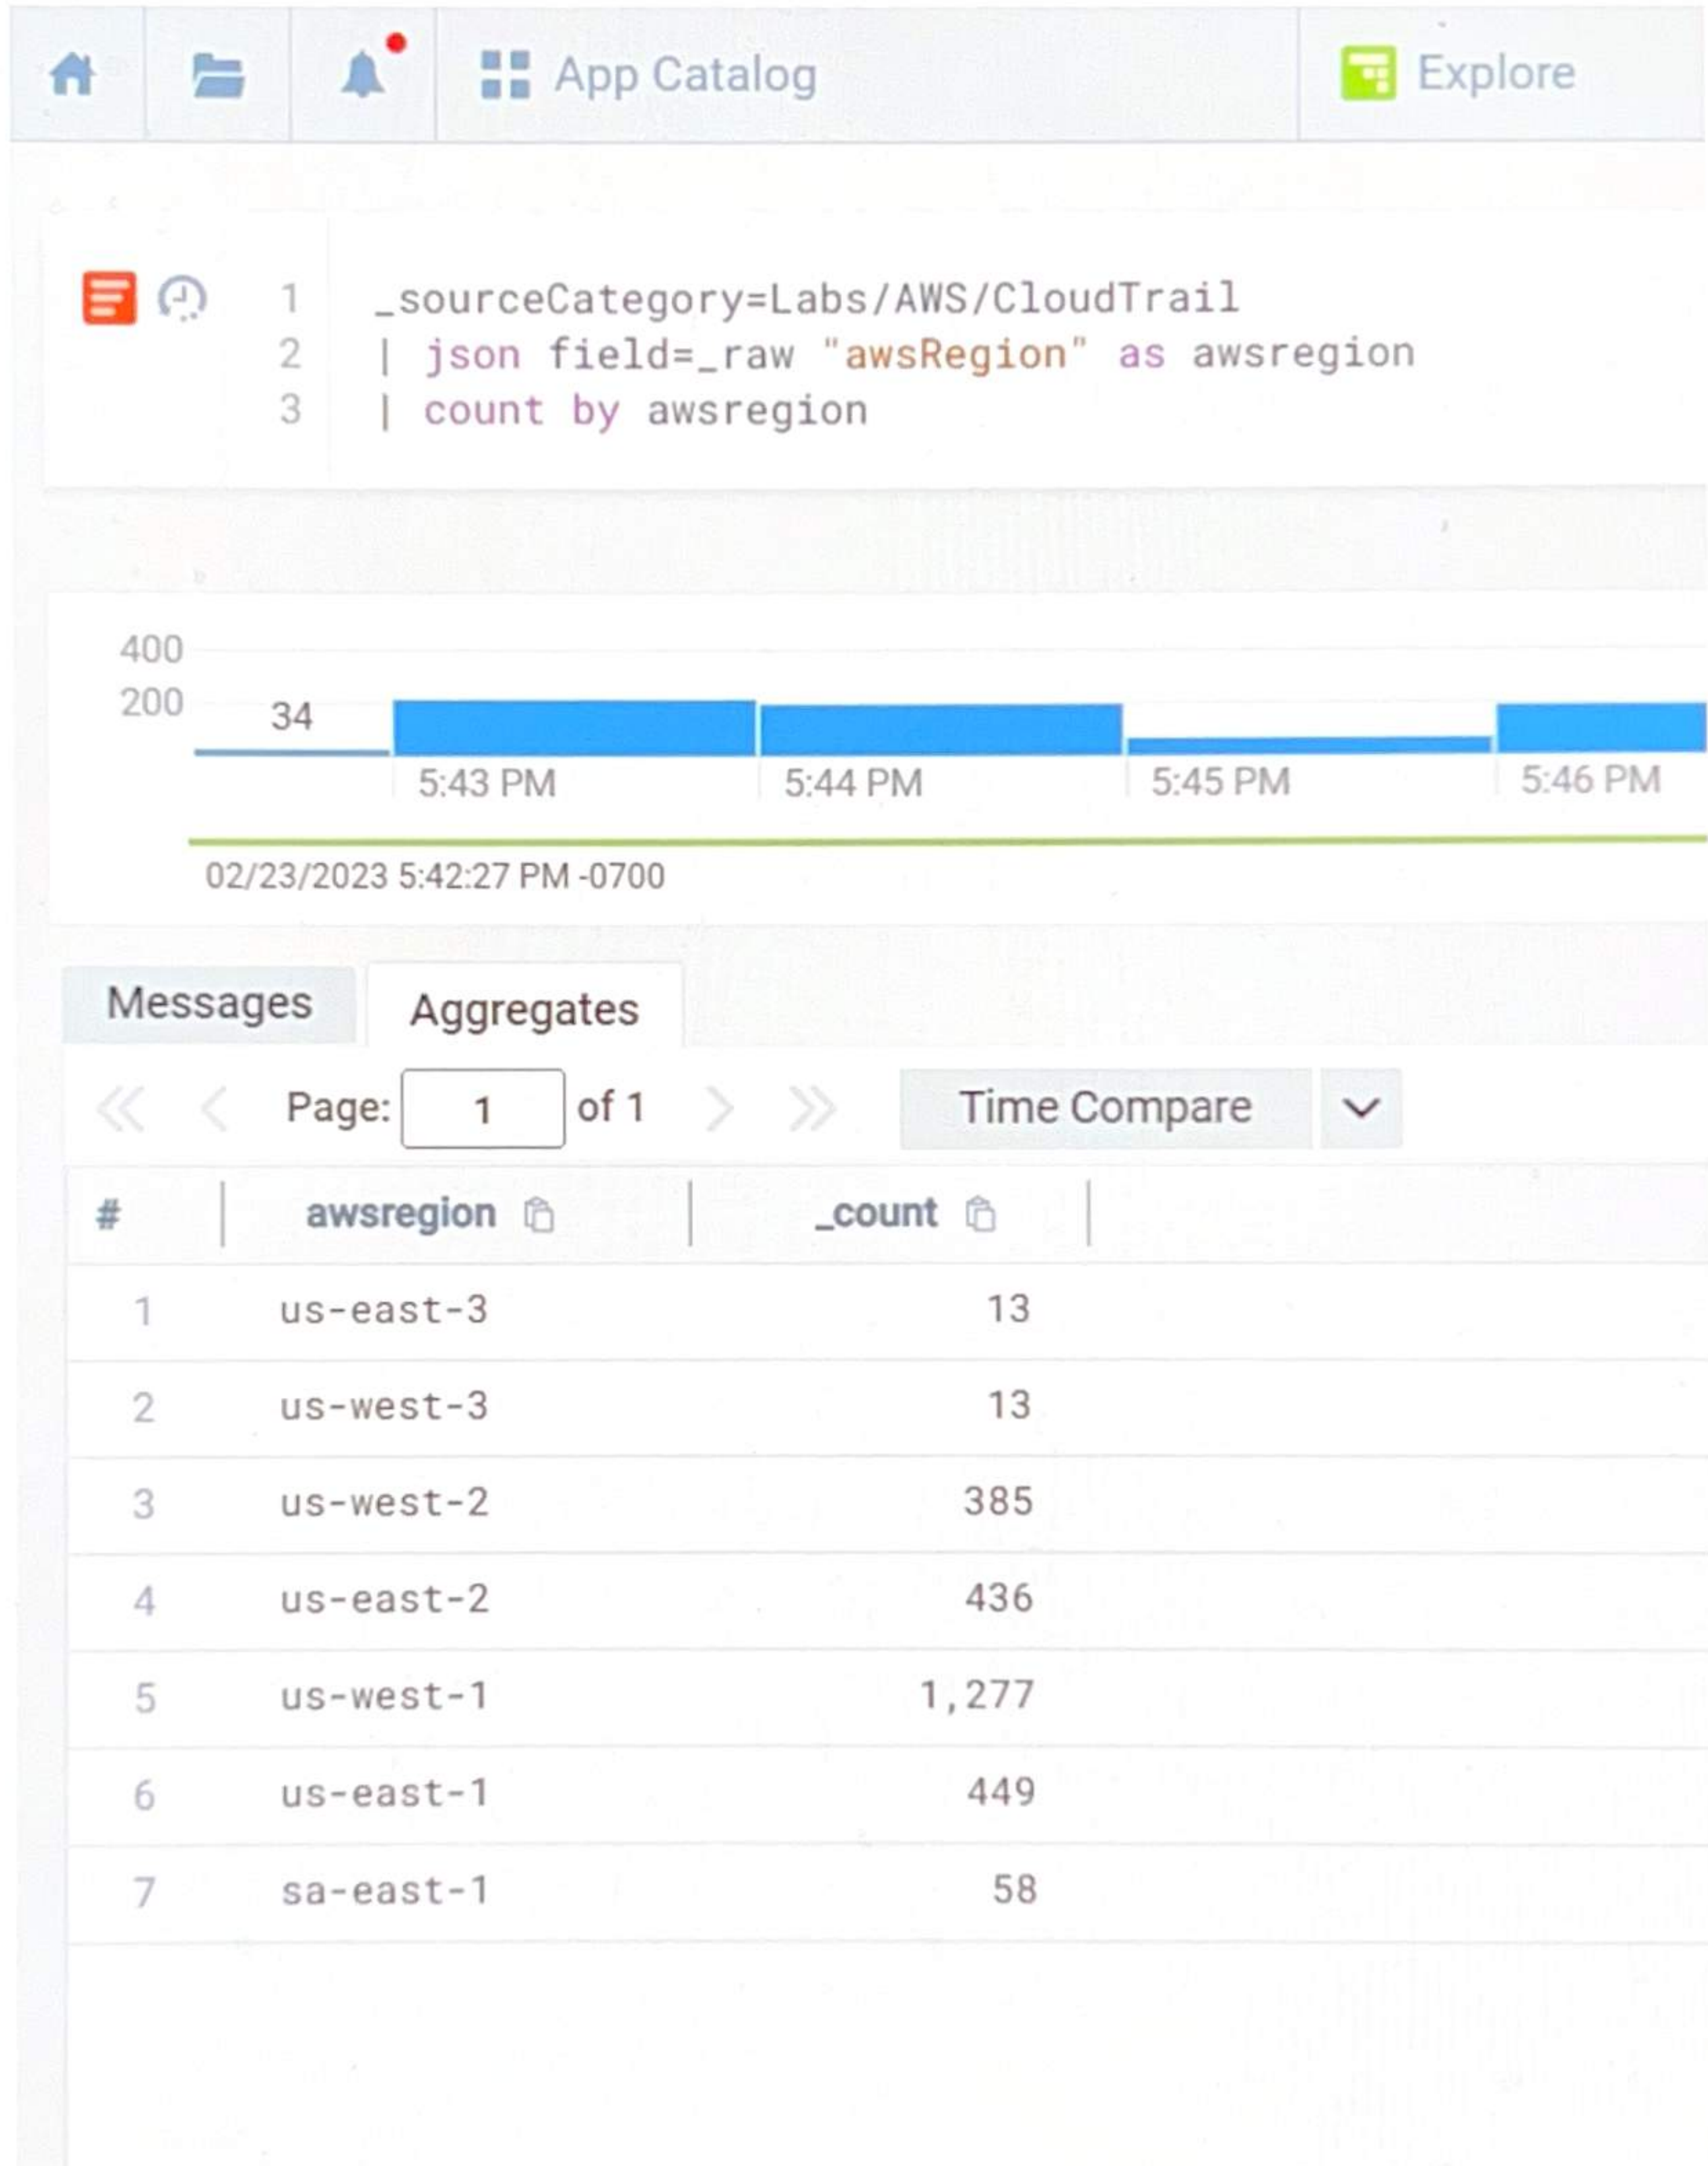 App Catalog
Explore
1 _sourceCategory=Labs/AWS/CloudTrail
2 | json field=_raw "awsRegion" as awsregion
3 | count by awsregion
400
200
34
5:43 PM 5:44 PM 5:45 PM 5:46 PM
02/23/2023 5:42:27 PM -0700
Messages Aggregates
Page: 1 of 1 Time Compare
# awsregion _count
1 us-east-3 13
2 us-west-3 13
3 us-west-2 385
4 us-east-2 436
5 us-west-1 1,277
6 us-east-1 449
7 sa-east-1 58